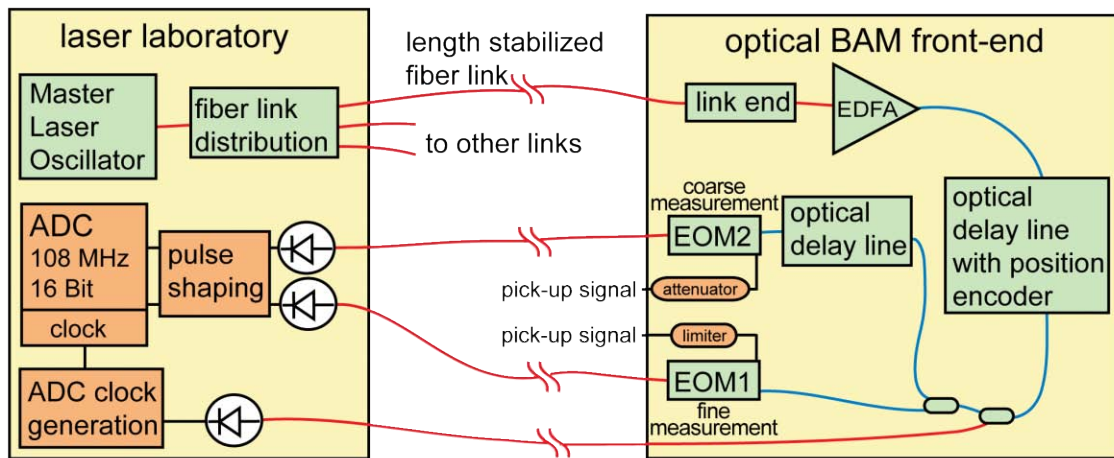 laser laboratory
Master
Laser
Oscillator
fiber link
distribution
length stabilized
fiber link
to other links
optical BAM front-end
link end
EDFA
optical
delay line
with position
encoder
coarse
measurement
EOM2
optical
delay line
pick-up signal
attenuator
pick-up signal
limiter
EOM1
fine
measurement
ADC
108 MHz
16 Bit
clock
pulse
shaping
ADC clock
generation